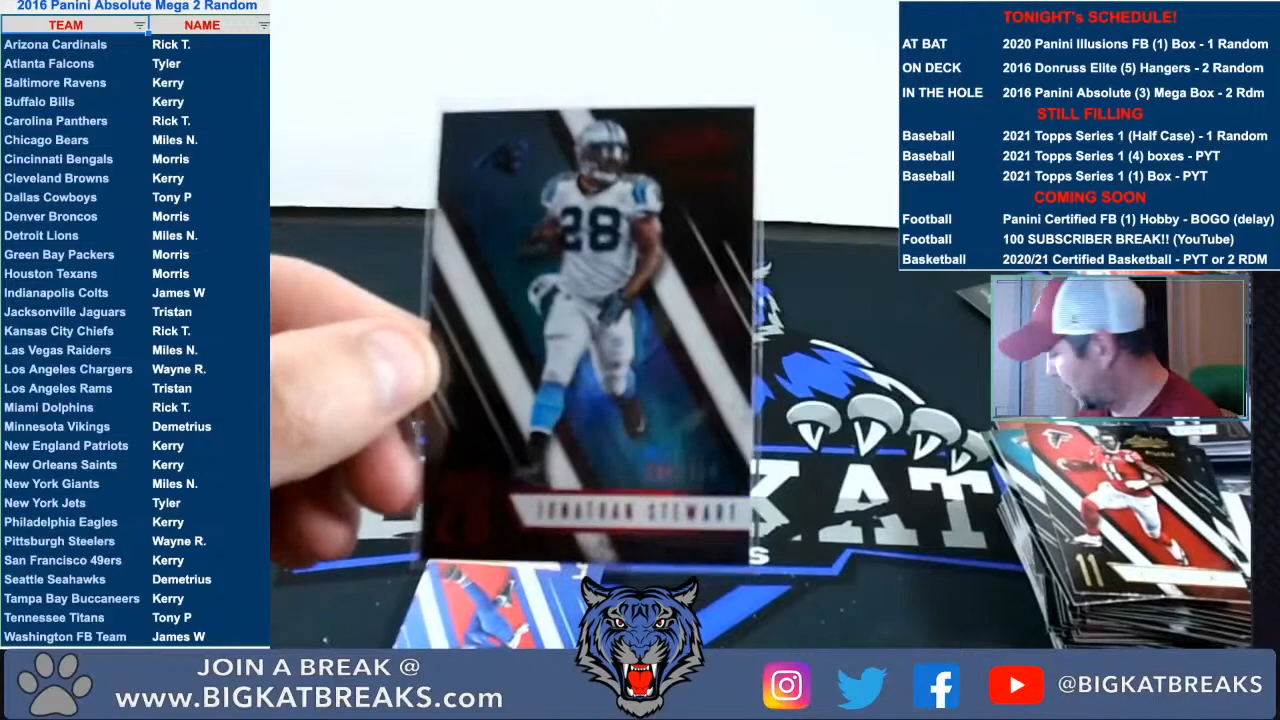 2016 Panini Absolute Mega 2 Random
TEAM NAME
Arizona Cardinals Rick T.
Atlanta Falcons Tyler
Baltimore Ravens Kerry
Buffalo Bills Kerry
Carolina Panthers Rick T.
Chicago Bears Miles N.
Cincinnati Bengals Morris
Cleveland Browns Kerry
Dallas Cowboys Tony P
Denver Broncos Morris
Detroit Lions Miles N.
Green Bay Packers Morris
Houston Texans Morris
Indianapolis Colts James W
Jacksonville Jaguars Tristan
Kansas City Chiefs Rick T.
Las Vegas Raiders Miles N.
Los Angeles Chargers Wayne R.
Los Angeles Rams Tristan
Miami Dolphins Rick T.
Minnesota Vikings Demetrius
New England Patriots Kerry
New Orleans Saints Kerry
New York Giants Miles N.
New York Jets Tyler
Philadelphia Eagles Kerry
Pittsburgh Steelers Wayne R.
San Francisco 49ers Kerry
Seattle Seahawks Demetrius
Tampa Bay Buccaneers Kerry
Tennessee Titans Tony P
Washington FB Team James W
28
28
JONATHAN STEWART
KAT
S
TONIGHT's SCHEDULE!
AT BAT 2020 Panini Illusions FB (1) Box - 1 Random
ON DECK 2016 Donruss Elite (5) Hangers - 2 Random
IN THE HOLE 2016 Panini Absolute (3) Mega Box - 2 Rdm
STILL FILLING
Baseball 2021 Topps Series 1 (Half Case) - 1 Random
Baseball 2021 Topps Series 1 (4) boxes - PYT
Baseball 2021 Topps Series 1 (1) Box - PYT
COMING SOON
Football Panini Certified FB (1) Hobby - BOGO (delay)
Football 100 SUBSCRIBER BREAK!! (YouTube)
Basketball 2020/21 Certified Basketball - PYT or 2 RDM
Absolute
11
JOIN A BREAK @
www.BIGKATBREAKS.com
@BIGKATBREAKS